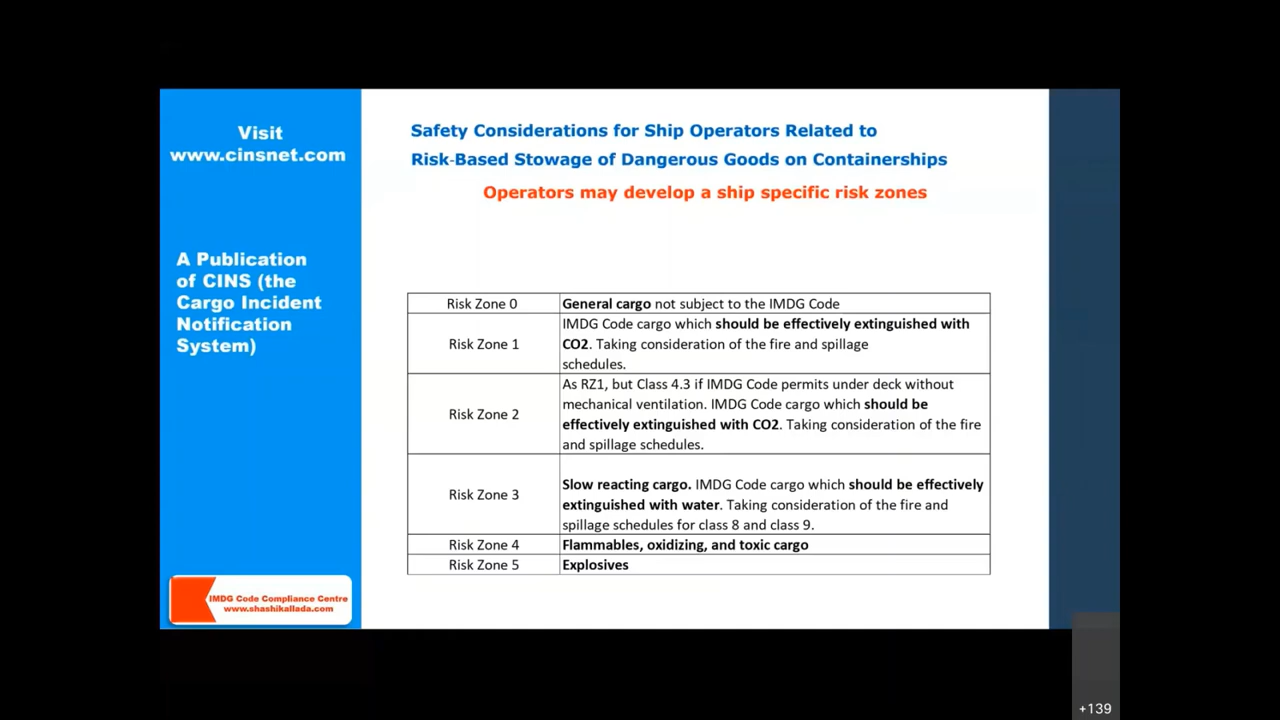 Visit
www.cinsnet.com
A Publication
of CINS (the
Cargo Incident
Notification
System)
IMDG Code Compliance Centre
www.shashikallada.com
Safety Considerations for Ship Operators Related to
Risk-Based Stowage of Dangerous Goods on Containerships
Operators may develop a ship specific risk zones
Risk Zone 0
General cargo not subject to the IMDG Code
Risk Zone 1
IMDG Code cargo which should be effectively extinguished with
CO2. Taking consideration of the fire and spillage
schedules.
Risk Zone 2
As RZ1, but Class 4.3 if IMDG Code permits under deck without
mechanical ventilation. IMDG Code cargo which should be
effectively extinguished with CO2. Taking consideration of the fire
and spillage schedules.
Risk Zone 3
Slow reacting cargo. IMDG Code cargo which should be effectively
extinguished with water. Taking consideration of the fire and
spillage schedules for class 8 and class 9.
Risk Zone 4
Flammables, oxidizing, and toxic cargo
Risk Zone 5
Explosives
+139